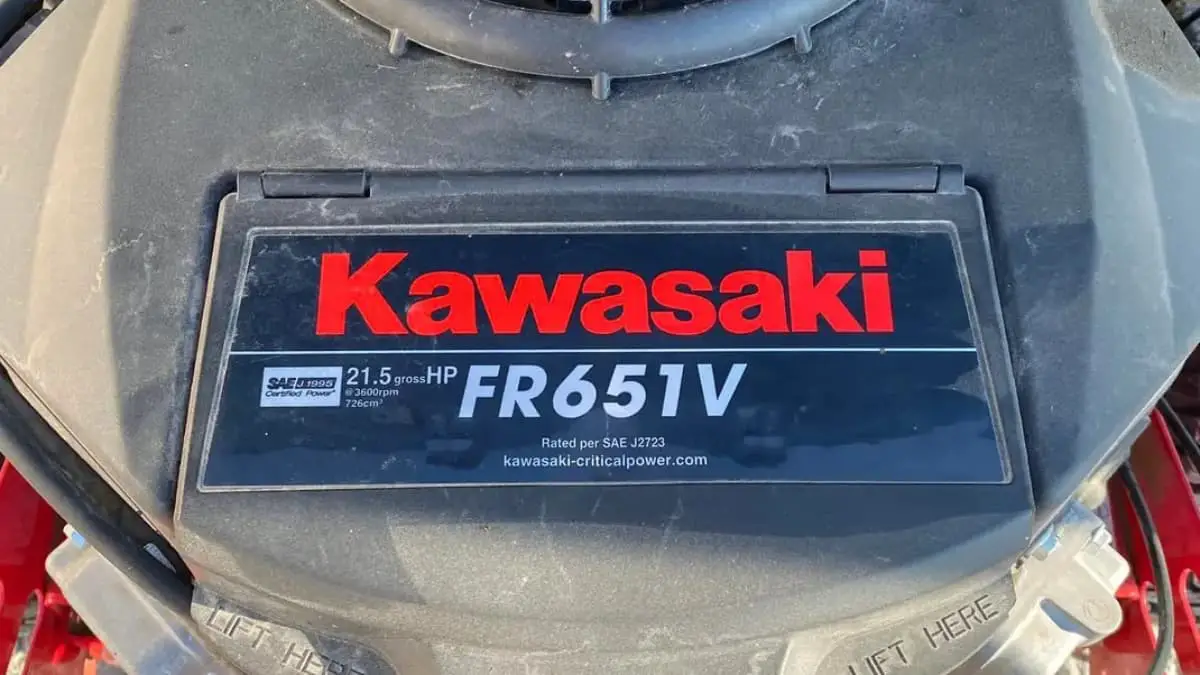 Kawasaki
SAE J1995
Certified Power
21.5 gross HP
@3600rpm
726cm³
FR651V
Rated per SAE J2723
kawasaki-criticalpower.com
LIFT HERE
LIFT HERE